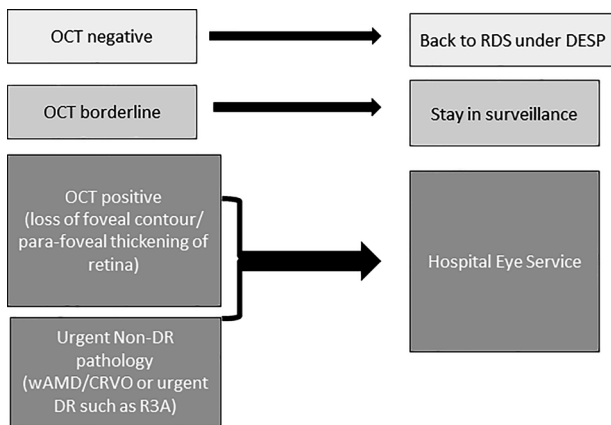 OCT negative
Back to RDS under DESP
OCT borderline
Stay in surveillance
OCT positive
(loss of foveal contour/
para-foveal thickening of
retina)
Hospital Eye Service
Urgent Non-DR
pathology
(wAMD/CRVO or urgent
DR such as R3A)